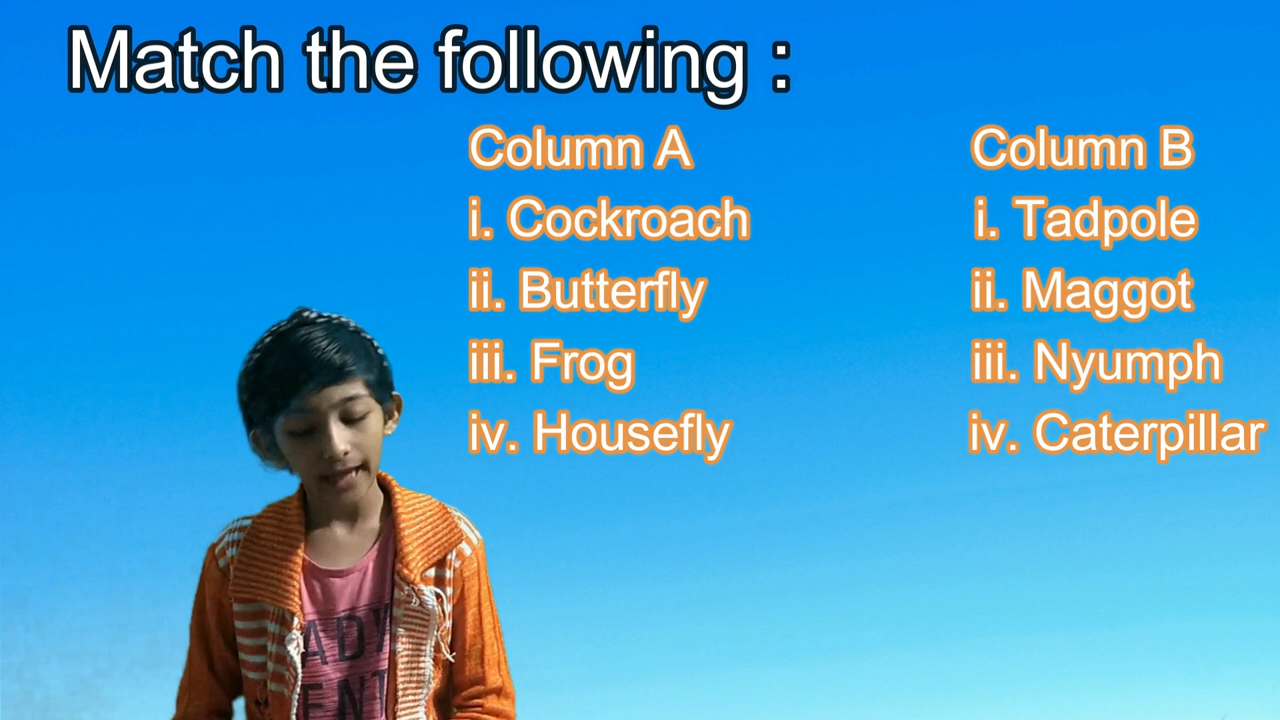 Match the following :
Column A
Column B
i. Cockroach
i. Tadpole
ii. Butterfly
ii. Maggot
iii. Frog
iii. Nyumph
iv. Housefly
iv. Caterpillar